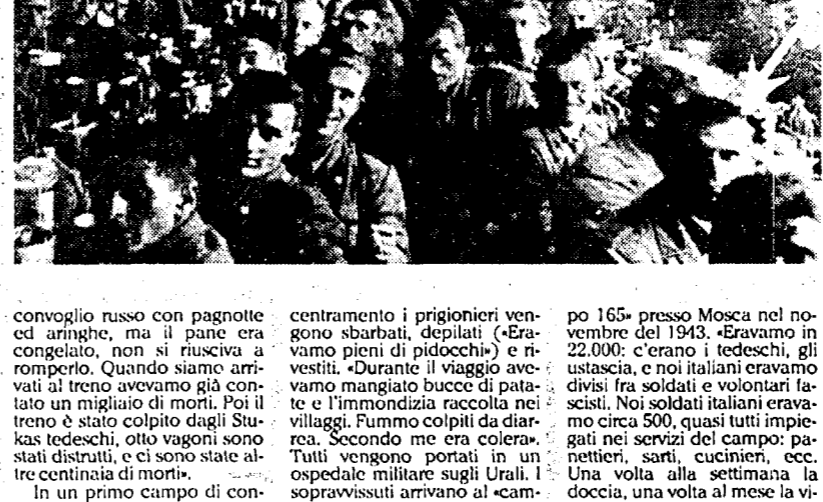 convoglio russo con pagnotte
ed aringhe, ma il pane era
congelato, non si riusciva a
romperlo. Quando siamo arri-
vati al treno avevamo già con-
tato un migliaio di morti. Poi il
treno è stato colpito dagli Stu-
kas tedeschi, otto vagoni sono
stati distrutti, e ci sono state al-
tre centinaia di morti».
In un primo campo di con-
centramento i prigionieri ven-
gono sbarbati, depilati («Era-
vamo pieni di pidocchi») e ri-
vestiti. «Durante il viaggio ave-
vamo mangiato bucce di pata-
te e l'immondizia raccolta nei
villaggi. Fummo colpiti da diar-
rea. Secondo me era colera».
Tutti vengono portati in un
ospedale militare sugli Urali. I
sopravvissuti arrivano al «cam-
po 165» presso Mosca nel no-
vembre del 1943. «Eravamo in
22.000: c'erano i tedeschi, gli
ustascia, e noi italiani eravamo
divisi fra soldati e volontari fa-
scisti. Noi soldati italiani erava-
mo circa 500, quasi tutti impie-
gati nei servizi del campo: pa-
nettieri, sarti, cucinieri, ecc.
Una volta alla settimana la
doccia, una volta al mese la vi-